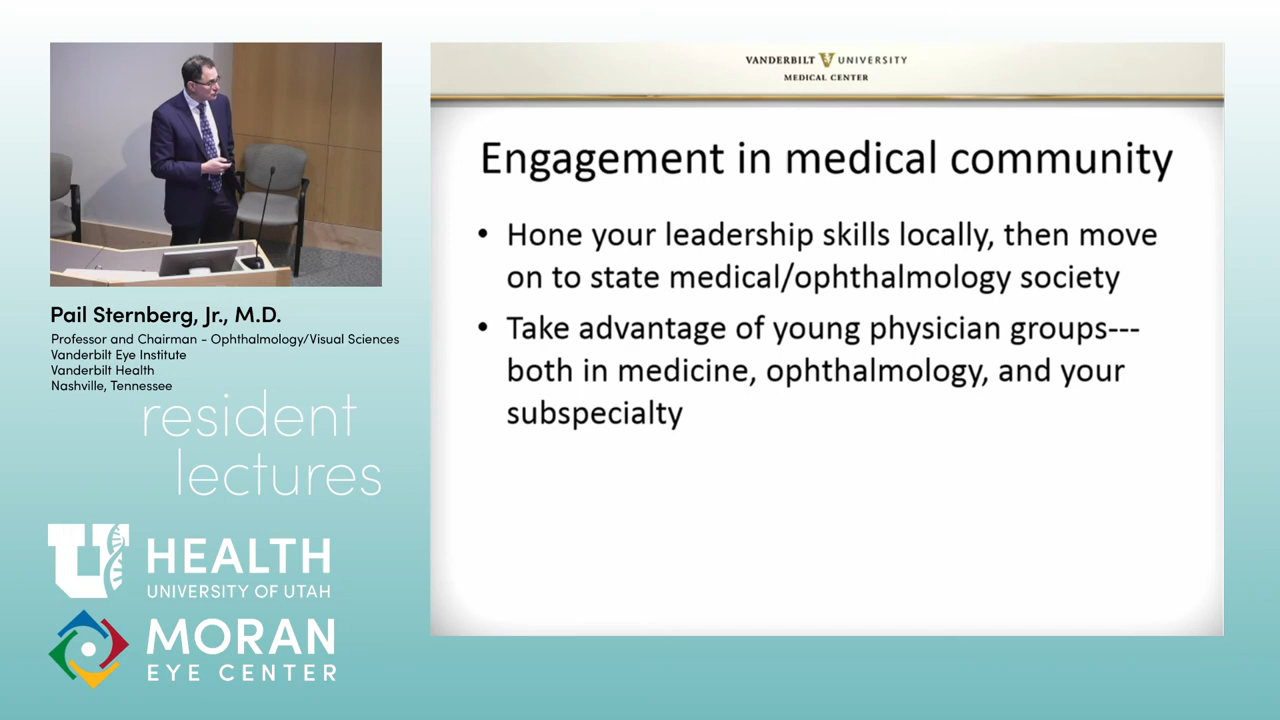 Pail Sternberg, Jr., M.D.
Professor and Chairman - Ophthalmology/Visual Sciences
Vanderbilt Eye Institute
Vanderbilt Health
Nashville, Tennessee
resident
lectures
U HEALTH
UNIVERSITY OF UTAH
MORAN
EYE CENTER
VANDERBILT V UNIVERSITY
MEDICAL CENTER
Engagement in medical community
• Hone your leadership skills locally, then move
on to state medical/ophthalmology society
• Take advantage of young physician groups---
both in medicine, ophthalmology, and your
subspecialty